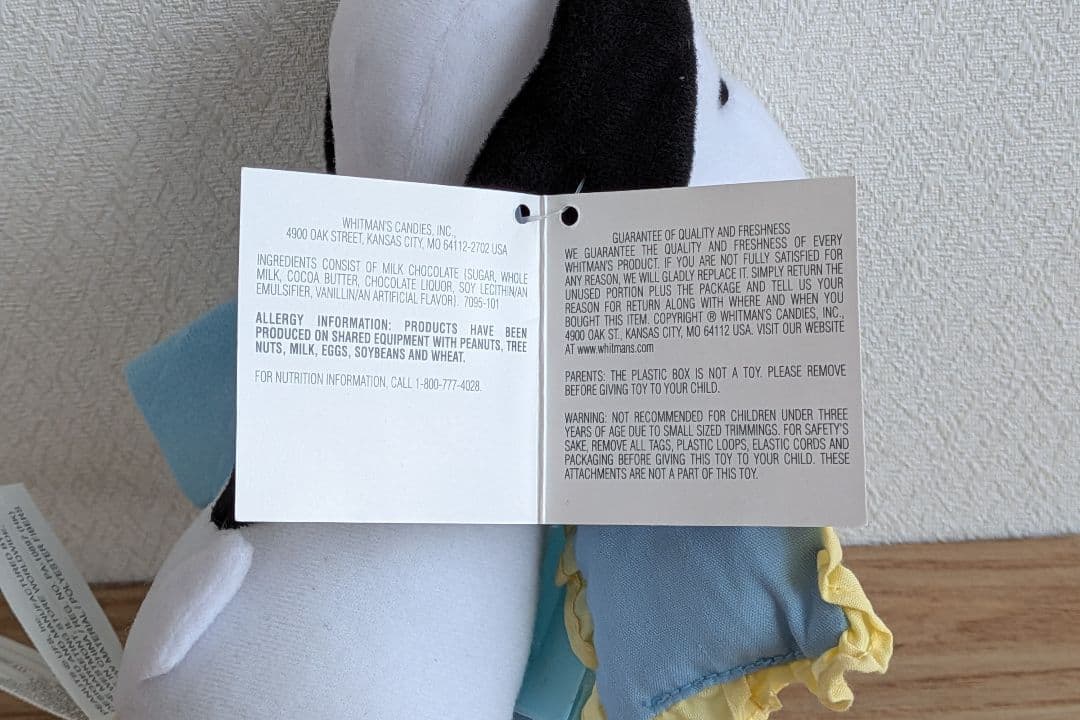 WHITMAN'S CANDIES, INC.,
4900 OAK STREET, KANSAS CITY, MO 64112-2702 USA
INGREDIENTS CONSIST OF MILK CHOCOLATE (SUGAR, WHOLE
MILK, COCOA BUTTER, CHOCOLATE LIQUOR, SOY LECITHIN/AN
EMULSIFIER, VANILLIN/AN ARTIFICIAL FLAVOR). 7095-101
ALLERGY INFORMATION: PRODUCTS HAVE BEEN
PRODUCED ON SHARED EQUIPMENT WITH PEANUTS, TREE
NUTS, MILK, EGGS, SOYBEANS AND WHEAT.
FOR NUTRITION INFORMATION, CALL 1-800-777-4028.
GUARANTEE OF QUALITY AND FRESHNESS
WE GUARANTEE THE QUALITY AND FRESHNESS OF EVERY
WHITMAN'S PRODUCT. IF YOU ARE NOT FULLY SATISFIED FOR
ANY REASON, WE WILL GLADLY REPLACE IT. SIMPLY RETURN THE
UNUSED PORTION PLUS THE PACKAGE AND TELL US YOUR
REASON FOR RETURN ALONG WITH WHERE AND WHEN YOU
BOUGHT THIS ITEM. COPYRIGHT ® WHITMAN'S CANDIES, INC.,
4900 OAK ST., KANSAS CITY, MO 64112 USA. VISIT OUR WEBSITE
AT www.whitmans.com
PARENTS: THE PLASTIC BOX IS NOT A TOY. PLEASE REMOVE
BEFORE GIVING TOY TO YOUR CHILD.
WARNING: NOT RECOMMENDED FOR CHILDREN UNDER THREE
YEARS OF AGE DUE TO SMALL SIZED TRIMMINGS. FOR SAFETY'S
SAKE, REMOVE ALL TAGS, PLASTIC LOOPS, ELASTIC CORDS AND
PACKAGING BEFORE GIVING THIS TOY TO YOUR CHILD. THESE
ATTACHMENTS ARE NOT A PART OF THIS TOY.